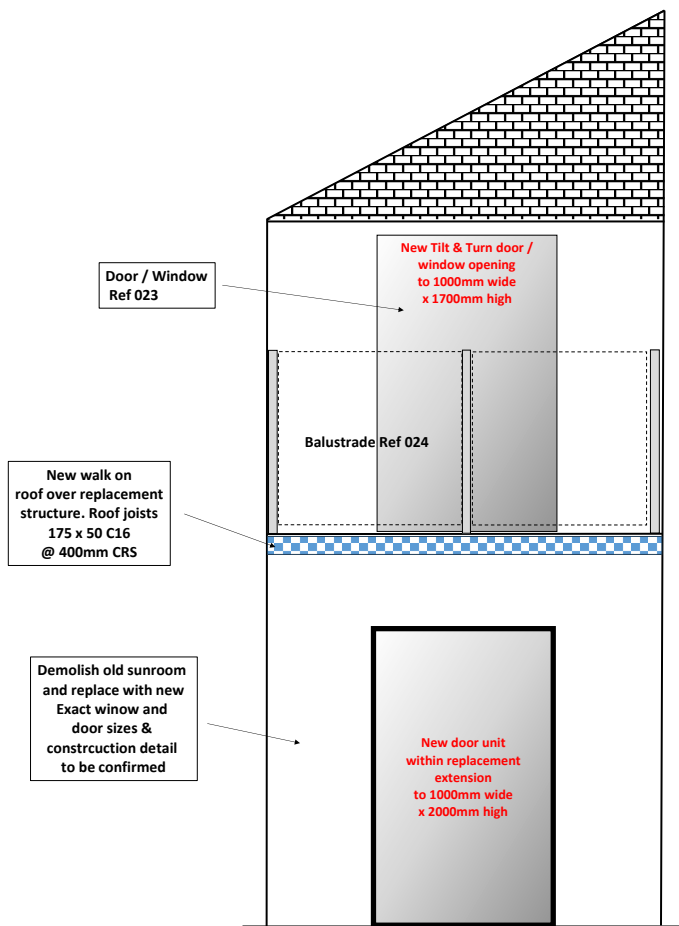 New Tilt & Turn door /
window opening
to 1000mm wide
x 1700mm high
Door / Window
Ref 023
Balustrade Ref 024
New walk on
roof over replacement
structure. Roof joists
175 x 50 C16
@ 400mm CRS
Demolish old sunroom
and replace with new
Exact winow and
door sizes &
constrcuction detail
to be confirmed
New door unit
within replacement
extension
to 1000mm wide
x 2000mm high